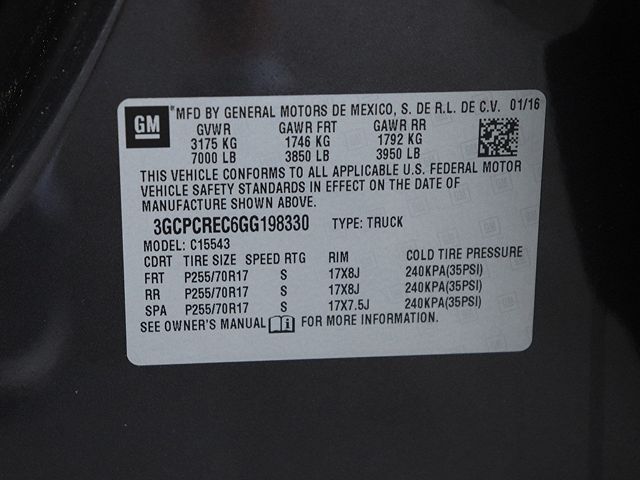 GM
*MFD BY GENERAL MOTORS DE MEXICO, S. DE R.L. DE C.V. 01/16
GVWR GAWR FRT GAWR RR
3175 KG 1746 KG 1792 KG
7000 LB 3850 LB 3950 LB
THIS VEHICLE CONFORMS TO ALL APPLICABLE U.S. FEDERAL MOTOR
VEHICLE SAFETY STANDARDS IN EFFECT ON THE DATE OF
MANUFACTURE SHOWN ABOVE.
3GCPCREC6GG198330 TYPE: TRUCK
MODEL: C15543
CDRT TIRE SIZE SPEED RTG RIM COLD TIRE PRESSURE
FRT P255/70R17 S 17X8J 240KPA(35PSI)
RR P255/70R17 S 17X8J 240KPA(35PSI)
SPA P255/70R17 S 17X7.5J 240KPA(35PSI)
SEE OWNER'S MANUAL FOR MORE INFORMATION.